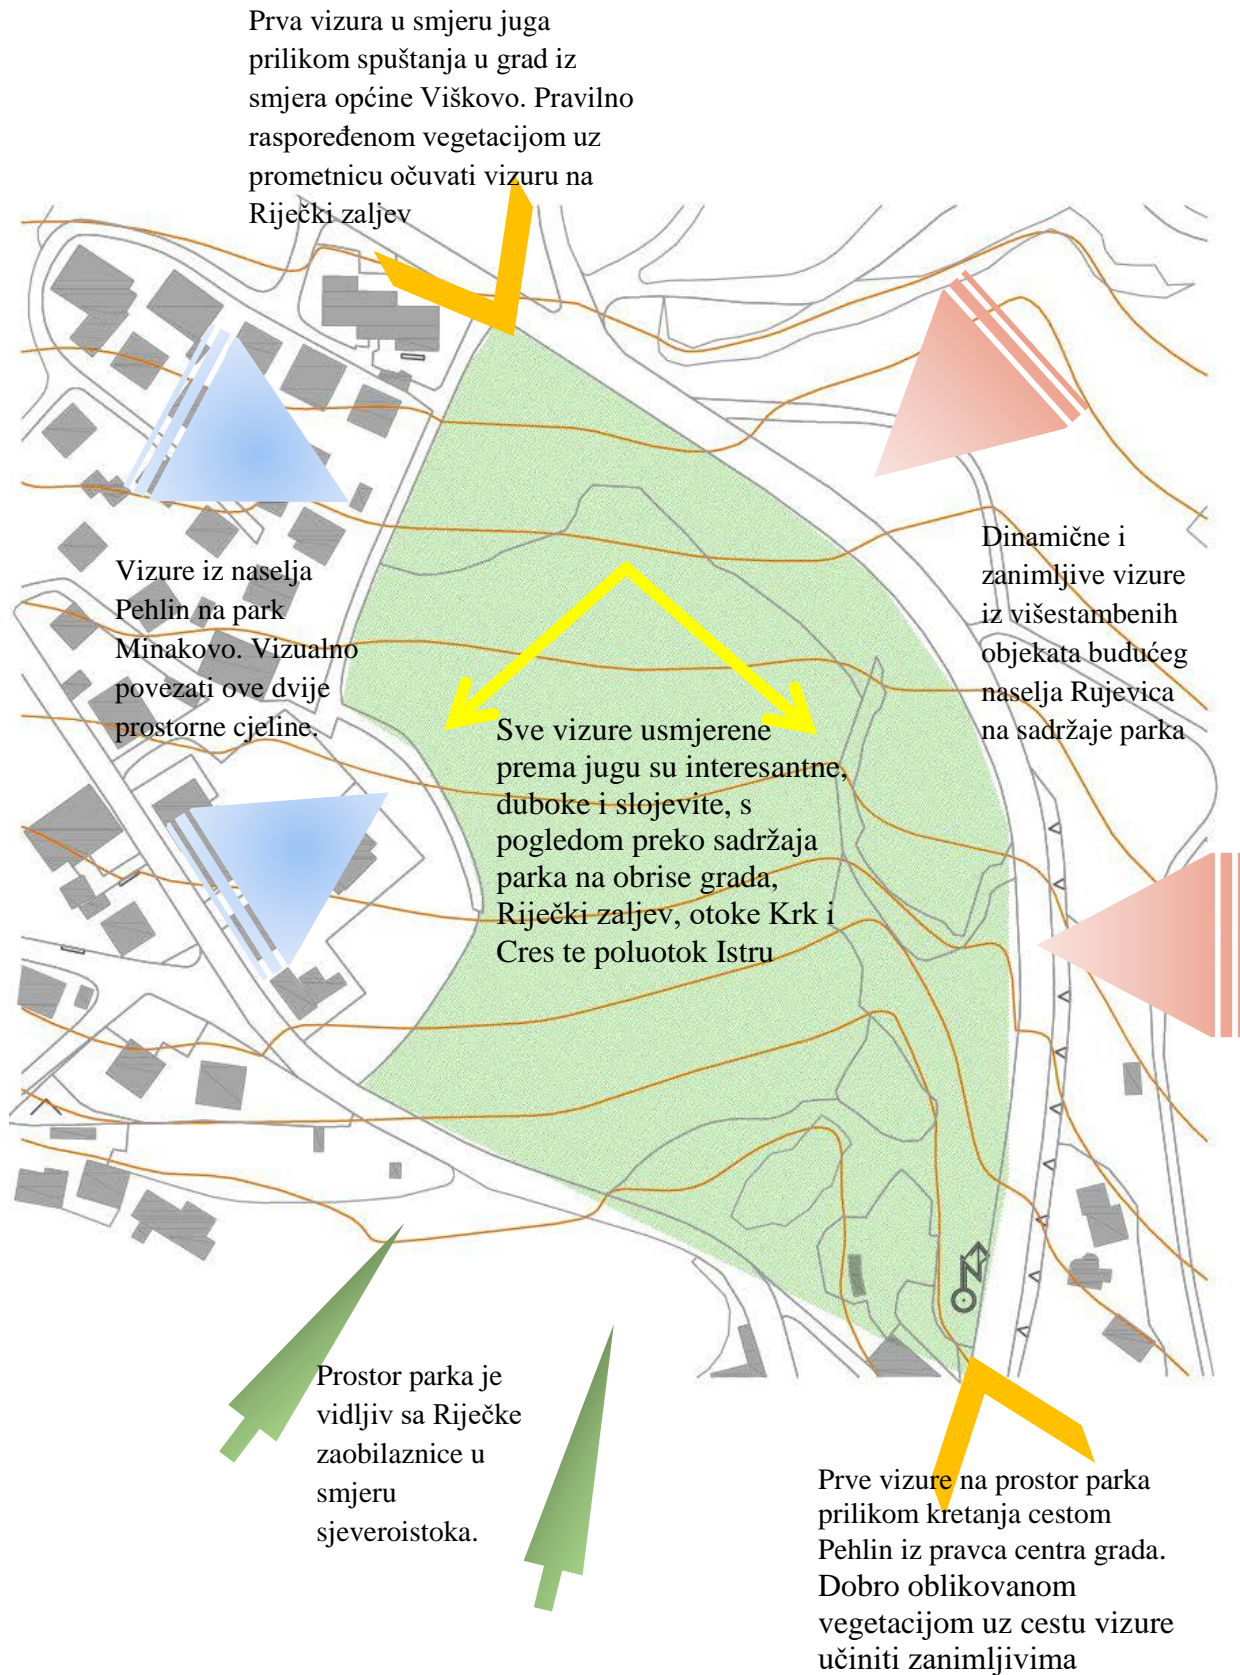 Prva vizura u smjeru juga
prilikom spuštanja u grad iz
smjera općine Viškovo. Pravilno
raspoređenom vegetacijom uz
prometnicu očuvati vizuru na
Riječki zaljev
Dinamične i
zanimljive vizure
iz višestambenih
objekata budućeg
naselja Rujevica
na sadržaje parka
Vizure iz naselja
Pehlin na park
Minakovo. Vizualno
povezati ove dvije
prostorne cjeline.
Sve vizure usmjerene
prema jugu su interesantne,
duboke i slojevite, s
pogledom preko sadržaja
parka na obrise grada,
Riječki zaljev, otoke Krk i
Cres te poluotok Istru
Prostor parka je
vidljiv sa Riječke
zaobilaznice u
smjeru
sjeveroistoka.
Prve vizure na prostor parka
prilikom kretanja cestom
Pehlin iz pravca centra grada.
Dobro oblikovanom
vegetacijom uz cestu vizure
učiniti zanimljivima